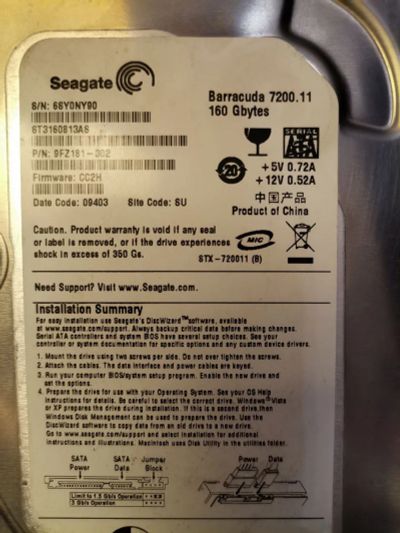 Seagate
S/N: 6SY0NY90
ST3160813AS
P/N: 9FZ181-302
Firmware: CC2H
Date Code: 09403 Site Code: SU
Barracuda 7200.11
160 Gbytes
SERIAL
20
+5V 0.72A
+12V 0.52A
中国产品
Product of China
Caution. Product warranty is void if any seal
or label is removed, or if the drive experiences
shock in excess of 350 Gs.
MIC
STX-720011 (B)
Need Support? Visit www.Seagate.com.
Installation Summary
For easy installation use Seagate's DiscWizard™ software, available
at www.seagate.com/support. Always backup critical data before making changes.
Serial ATA controllers and system BIOS have several setup choices. See your
controller or system documentation for specific options and any custom device drivers.
1. Mount the drive using two screws per side. Do not over tighten the screws.
2. Attach the cables. The data interface and power cables are keyed.
3. Run your computer BIOS/system setup program. Enable the new drive and
set the options.
4. Prepare the drive for use with your Operating System. See your OS Help
instructions for details. Be careful to select the correct drive. Windows® Vista
or XP prepares the drive during installation. If this is a second drive, then
Windows Disk Management can be used to prepare the drive. Use the
DiscWizard software to copy data from an old drive to a new drive.
Go to www.seagate.com/support and select Installation for additional
instructions and illustrations. Macintosh uses Disk Utility in the utilities folder.
SATA Power
SATA Data
Jumper Block
Power Data
Limit to 1.5 Gb/s Operation
3 Gb/s Operation